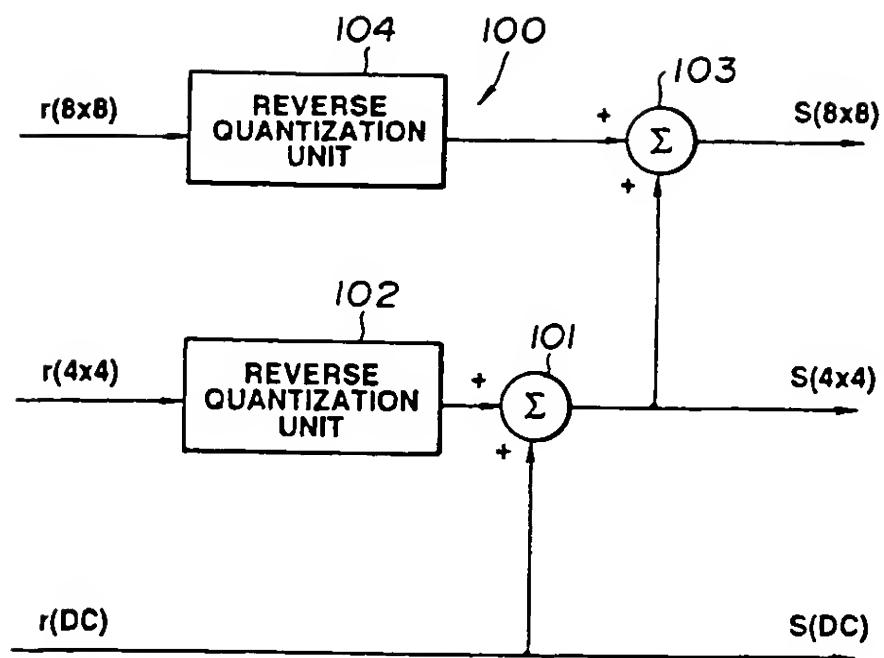 104
100
103
r(8x8)
REVERSE
QUANTIZATION
UNIT
+
Σ
+
S(8x8)
102
101
r(4x4)
REVERSE
QUANTIZATION
UNIT
+
Σ
+
S(4x4)
r(DC)
S(DC)